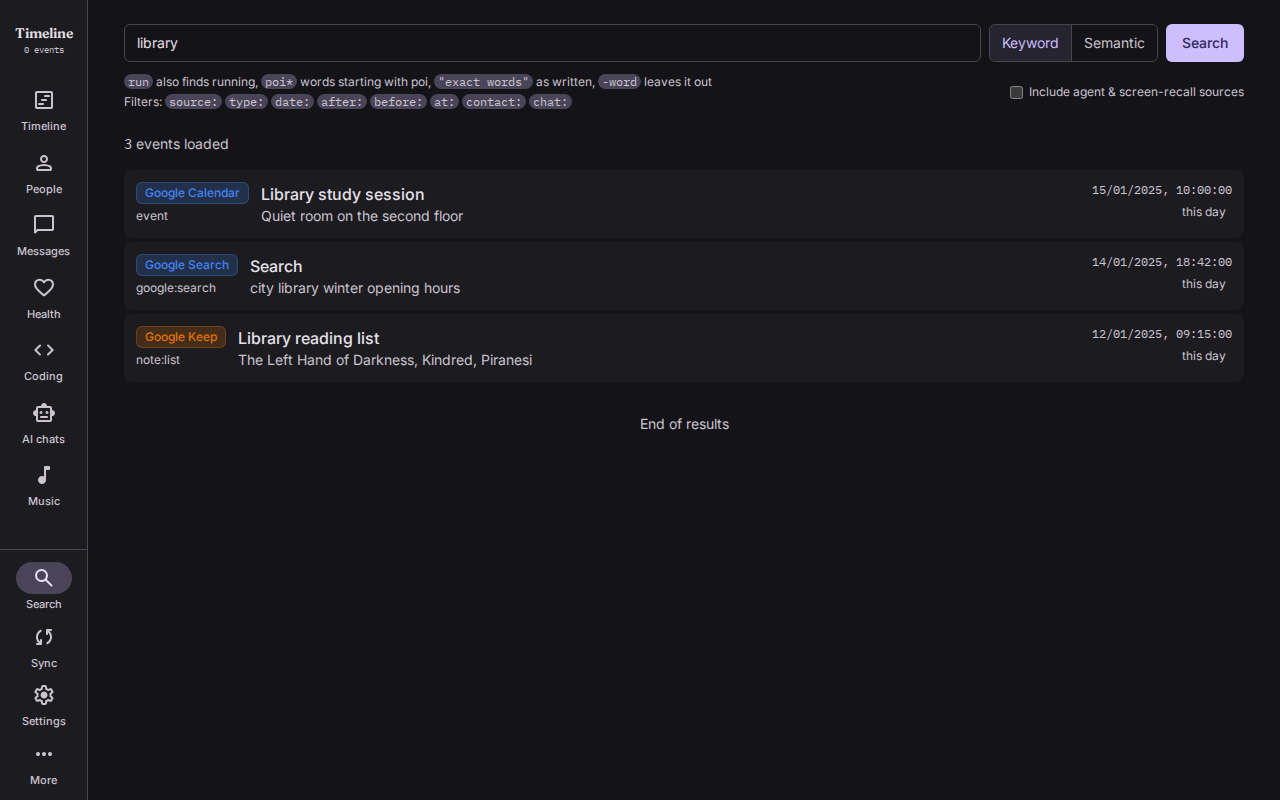 Timeline
0 events
Timeline
People
Messages
Health
Coding
AI chats
Music
Search
Sync
Settings
More
library
Keyword
Semantic
Search
run also finds running, poi* words starting with poi, "exact words" as written, -word leaves it out
Filters: source: type: date: after: before: at: contact: chat:
Include agent & screen-recall sources
3 events loaded
Google Calendar Library study session 15/01/2025, 10:00:00
event Quiet room on the second floor this day
Google Search Search 14/01/2025, 18:42:00
google:search city library winter opening hours this day
Google Keep Library reading list 12/01/2025, 09:15:00
note:list The Left Hand of Darkness, Kindred, Piranesi this day
End of results